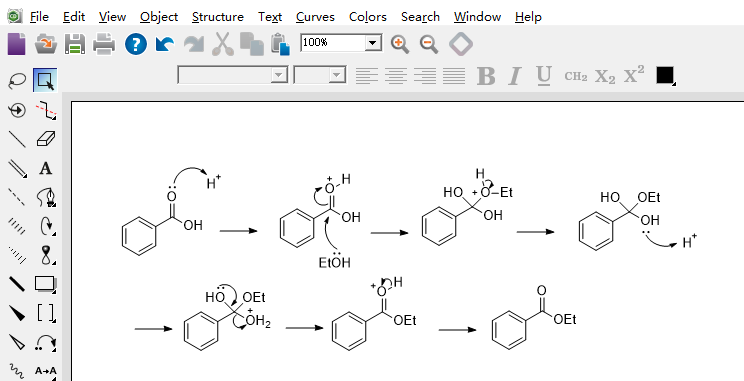 File Edit View Object Structure Text Curves Colors Search Window Help
100%
B I U CH2 X2 X2
A
A→A
H+
O
OH
+
O H
OH
EtOH
H
HO + O Et
OH
HO OEt
OH
H+
HO OEt
+
OH2
+
O H
OEt
O
OEt